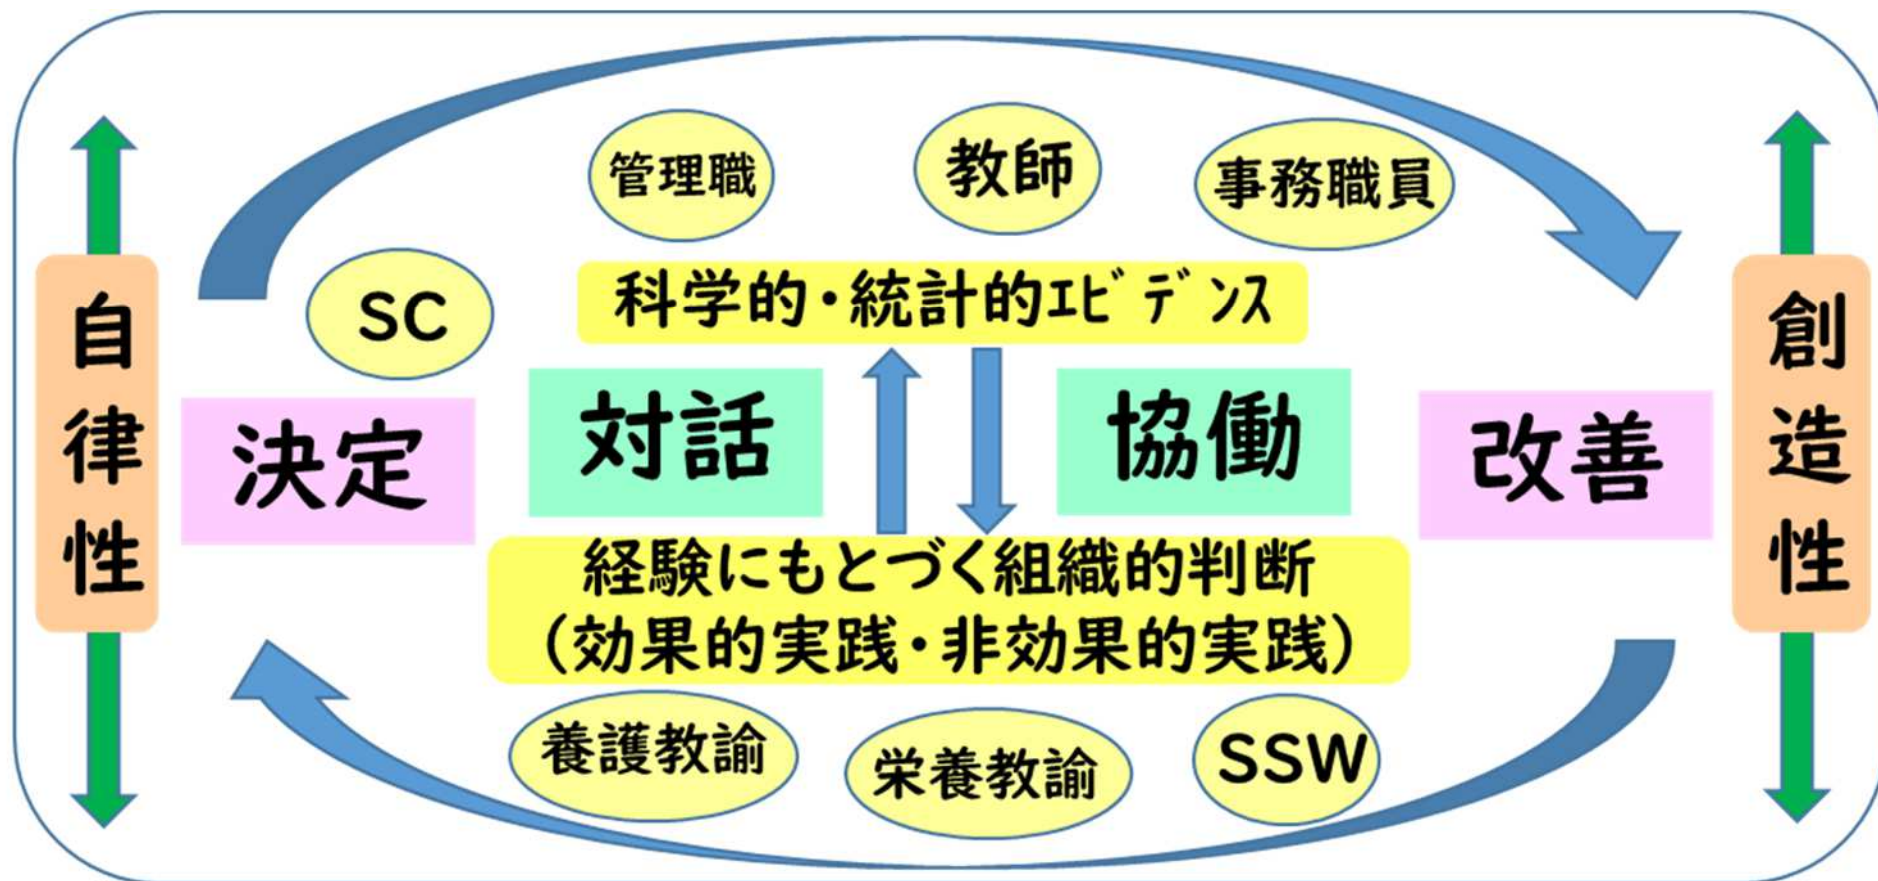 管理職
教師
事務職員
SC
科学的・統計的ｴﾋﾞﾃﾞﾝｽ
自律性
決定
対話
協働
改善
創造性
経験にもとづく組織的判断
（効果的実践・非効果的実践）
養護教諭
栄養教諭
SSW